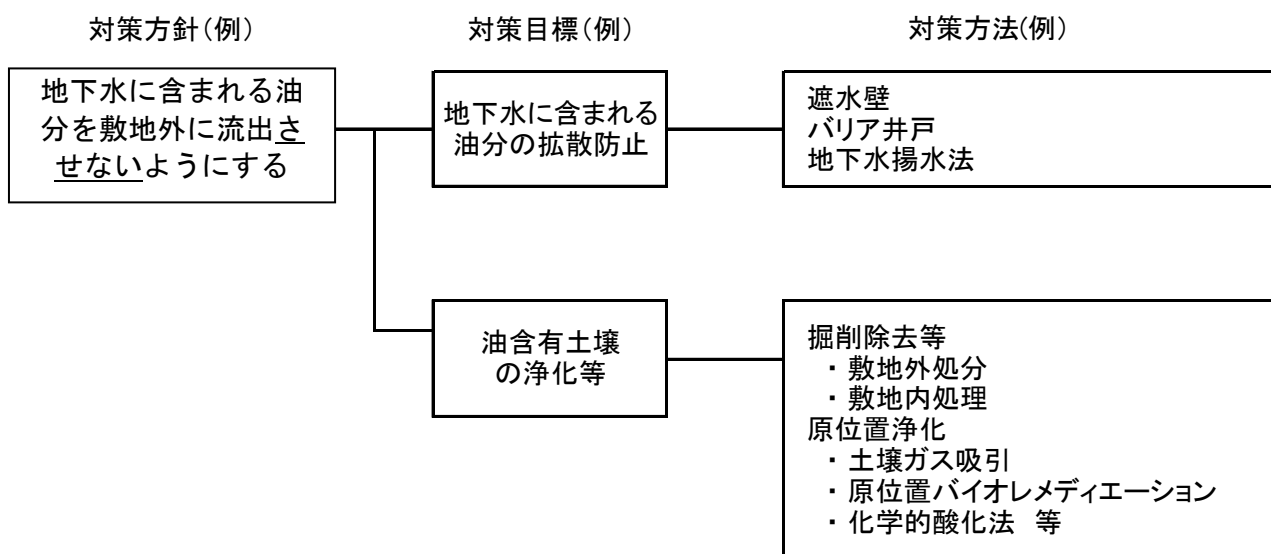 対策方針（例）
対策目標（例）
対策方法(例）
地下水に含まれる油
分を敷地外に流出さ
せないようにする
地下水に含まれる
油分の拡散防止
遮水壁
バリア井戸
地下水揚水法
油含有土壌
の浄化等
掘削除去等
・ 敷地外処分
・ 敷地内処理
原位置浄化
・ 土壌ガス吸引
・ 原位置バイオレメディエーション
・ 化学的酸化法　等